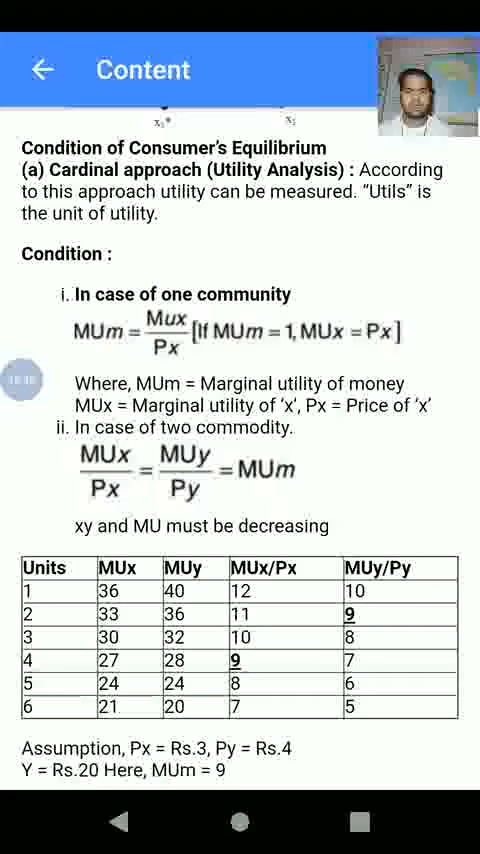 Content
x₁*
x₁
Condition of Consumer's Equilibrium
(a) Cardinal approach (Utility Analysis) : According
to this approach utility can be measured. “Utils” is
the unit of utility.
Condition :
i. In case of one community
MUm = Mux/Px [If MUm = 1, MUx = Px]
Where, MUm = Marginal utility of money
MUx = Marginal utility of ‘x’, Px = Price of ‘x’
ii. In case of two commodity.
MUx/Px = MUy/Py = MUm
xy and MU must be decreasing
Units MUx MUy MUx/Px MUy/Py
1 36 40 12 10
2 33 36 11 9
3 30 32 10 8
4 27 28 9 7
5 24 24 8 6
6 21 20 7 5
Assumption, Px = Rs.3, Py = Rs.4
Y = Rs.20 Here, MUm = 9